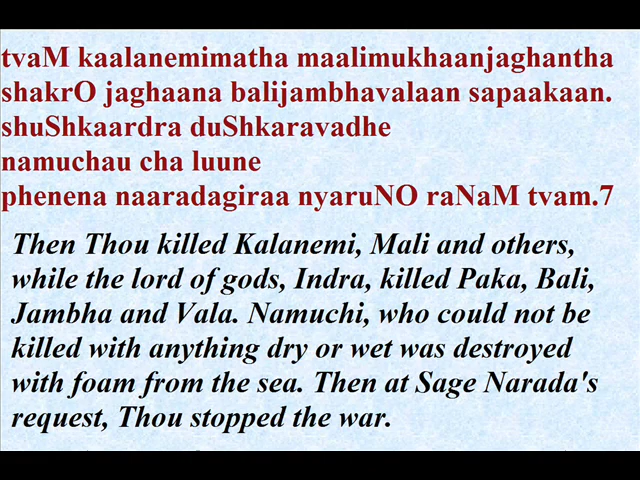 tvaM kaalanemimatha maalimukhaanjaghantha
shakrO jaghaana balijambhavalaan sapaakaan.
shuShkaardra duShkaravadhe
namuchau cha luune
phenena naaradagiraa nyaruNO raNaM tvam.7
Then Thou killed Kalanemi, Mali and others,
while the lord of gods, Indra, killed Paka, Bali,
Jambha and Vala. Namuchi, who could not be
killed with anything dry or wet was destroyed
with foam from the sea. Then at Sage Narada's
request, Thou stopped the war.